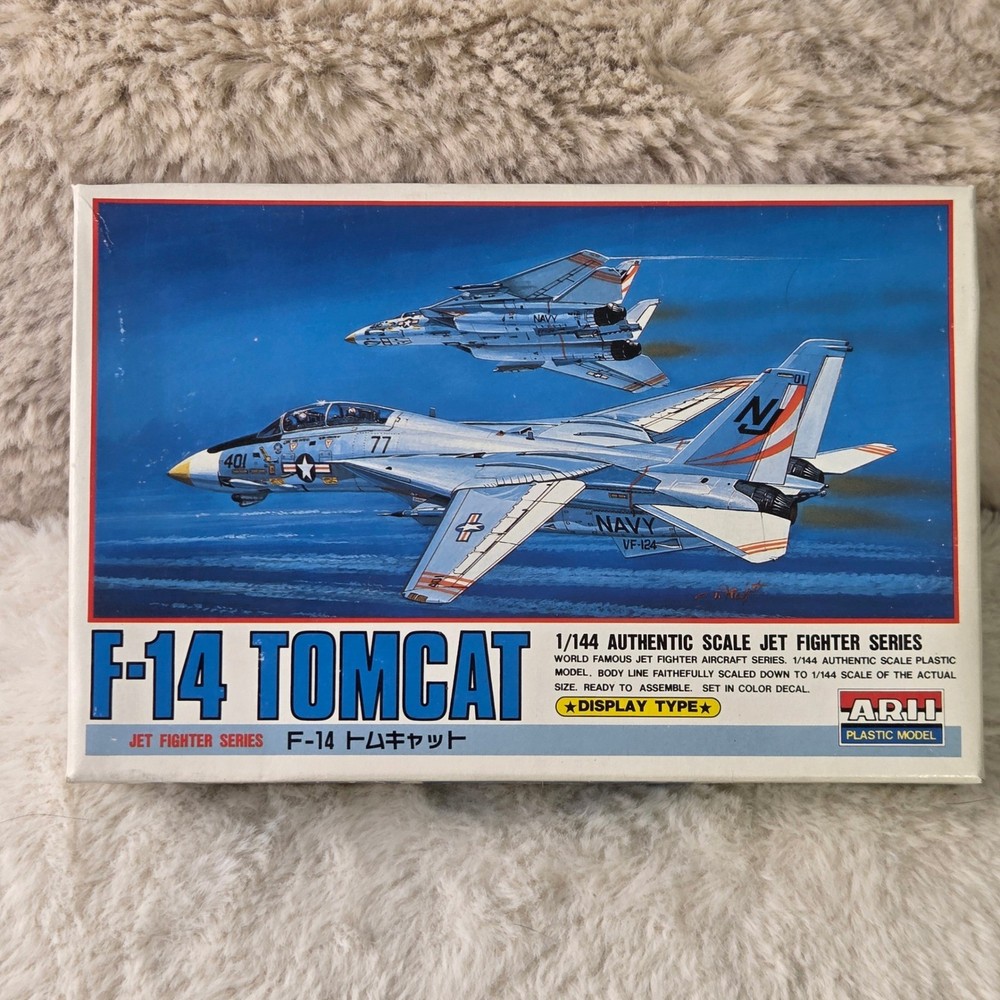 NAVY
01
NJ
77
401
NAVY
VF-124
F-14 TOMCAT
1/144 AUTHENTIC SCALE JET FIGHTER SERIES
WORLD FAMOUS JET FIGHTER AIRCRAFT SERIES. 1/144 AUTHENTIC SCALE PLASTIC
MODEL. BODY LINE FAITHFULLY SCALED DOWN TO 1/144 SCALE OF THE ACTUAL
SIZE. READY TO ASSEMBLE. SET IN COLOR DECAL.
★DISPLAY TYPE★
ARII
PLASTIC MODEL
JET FIGHTER SERIES F-14 トムキャット